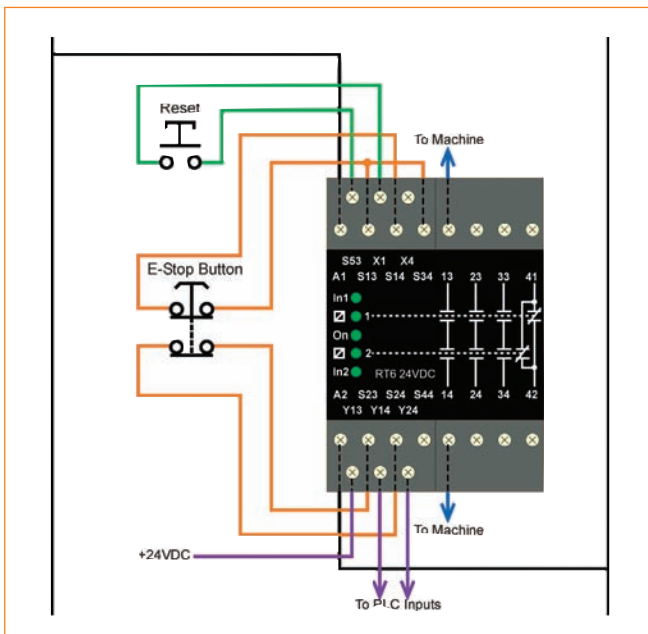 Reset
To Machine
E-Stop Button
S53 X1 X4
A1 S13 S14 S34 13 23 33 41
In1
1
On
2
In2
RT6 24VDC
A2 S23 S24 S44 14 24 34 42
Y13 Y14 Y24
To Machine
+24VDC
To PLC Inputs